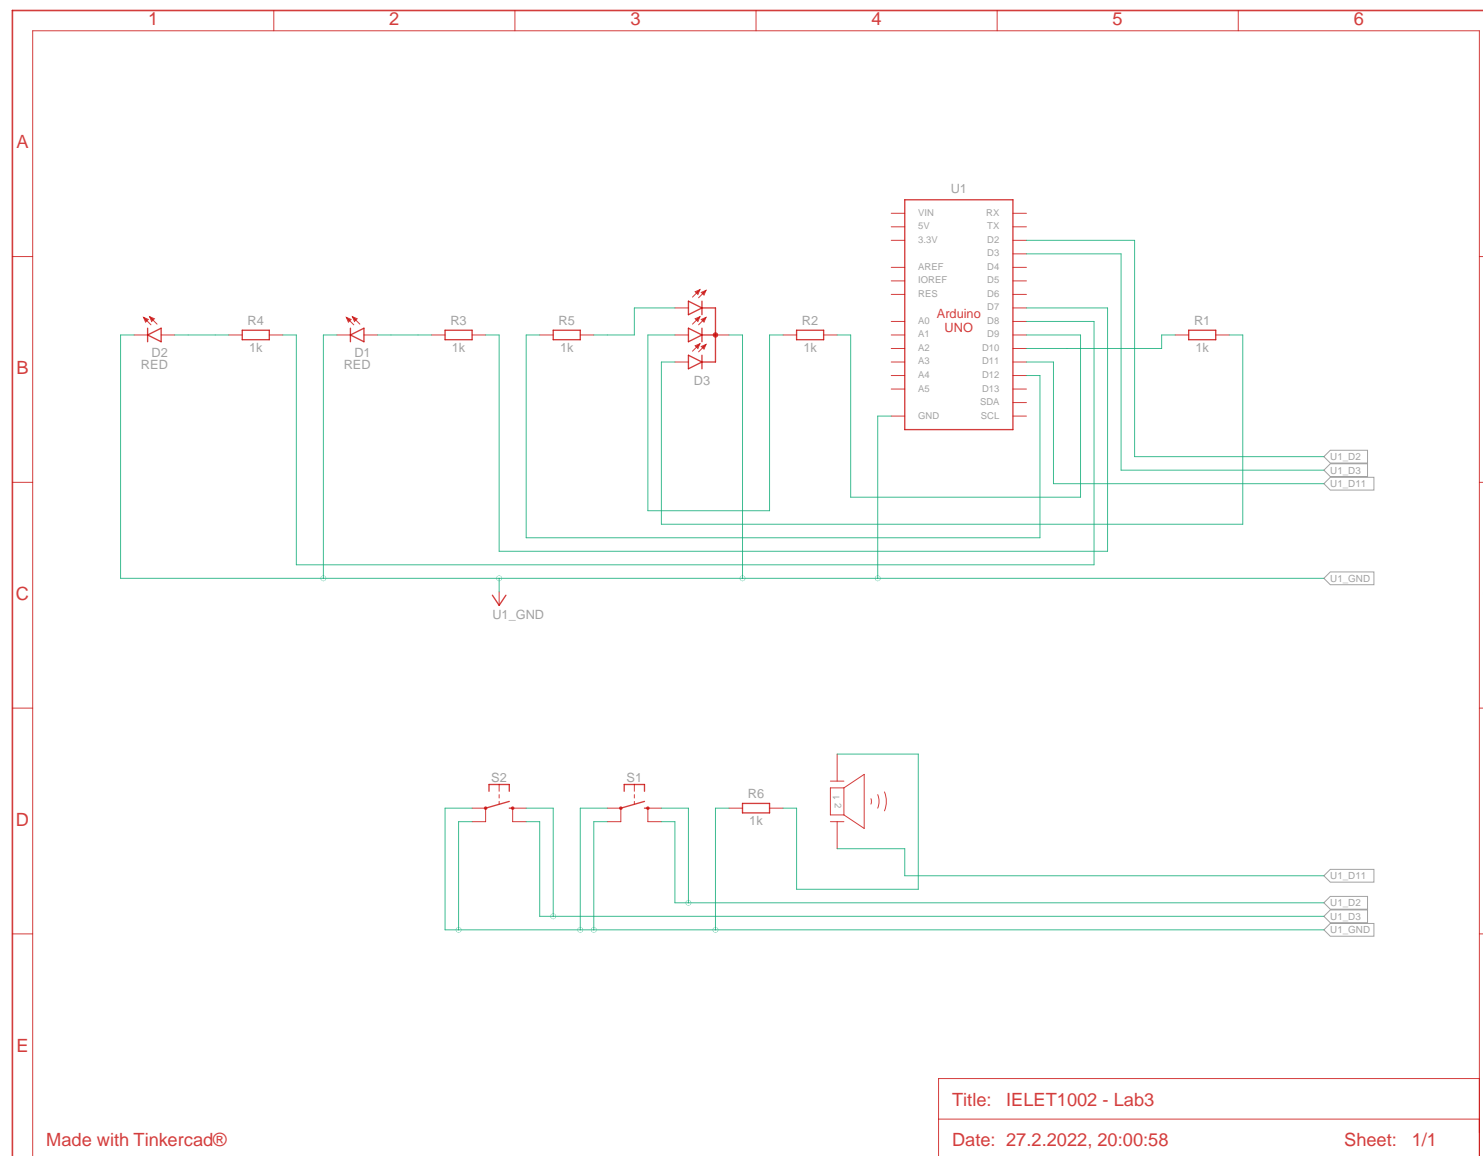 1 2 3 4 5 6
A
U1
VIN RX
5V TX
3.3V D2
D3
AREF D4
IOREF D5
RES D6
D7
Arduino
UNO
A0 D8
A1 D9
A2 D10
A3 D11
A4 D12
A5 D13
SDA
GND SCL
B
D2
RED
R4
1k
D1
RED
R3
1k
R5
1k
D3
R2
1k
R1
1k
U1_D2
U1_D3
U1_D11
C
U1_GND
U1_GND
D
S2
S1
R6
1k
1 2
U1_D11
U1_D2
U1_D3
U1_GND
E
Title: IELET1002 - Lab3
Made with Tinkercad®
Date: 27.2.2022, 20:00:58 Sheet: 1/1